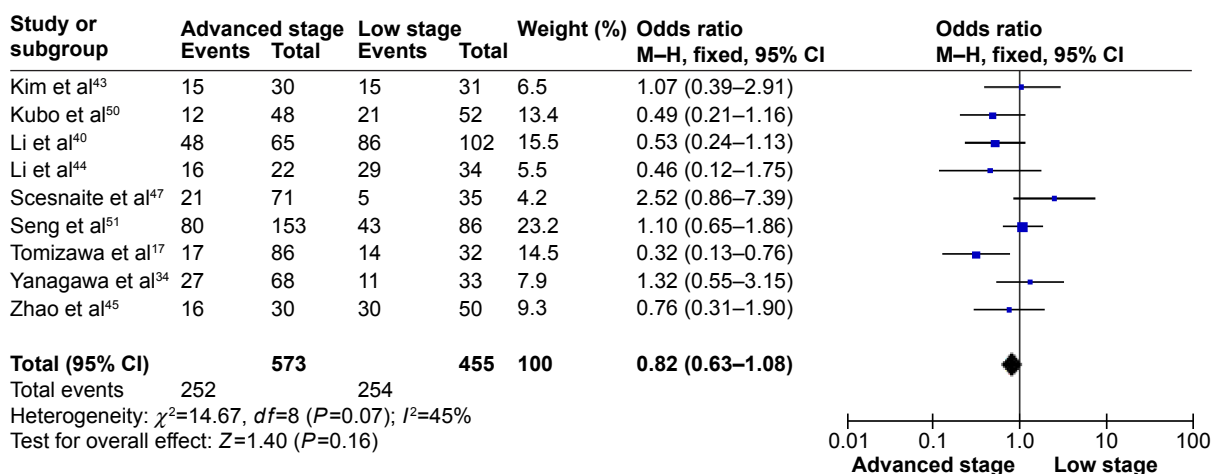 Study or subgroup Advanced stage Low stage Weight (%) Odds ratio Odds ratio
Events Total Events Total M–H, fixed, 95% CI M–H, fixed, 95% CI
Kim et al43 15 30 15 31 6.5 1.07 (0.39–2.91)
Kubo et al50 12 48 21 52 13.4 0.49 (0.21–1.16)
Li et al40 48 65 86 102 15.5 0.53 (0.24–1.13)
Li et al44 16 22 29 34 5.5 0.46 (0.12–1.75)
Scesnaite et al47 21 71 5 35 4.2 2.52 (0.86–7.39)
Seng et al51 80 153 43 86 23.2 1.10 (0.65–1.86)
Tomizawa et al17 17 86 14 32 14.5 0.32 (0.13–0.76)
Yanagawa et al34 27 68 11 33 7.9 1.32 (0.55–3.15)
Zhao et al45 16 30 30 50 9.3 0.76 (0.31–1.90)
Total (95% CI) 573 455 100 0.82 (0.63–1.08)
Total events 252 254
Heterogeneity: χ2=14.67, df=8 (P=0.07); I2=45%
Test for overall effect: Z=1.40 (P=0.16)
0.01 0.1 1.0 10 100
Advanced stage Low stage